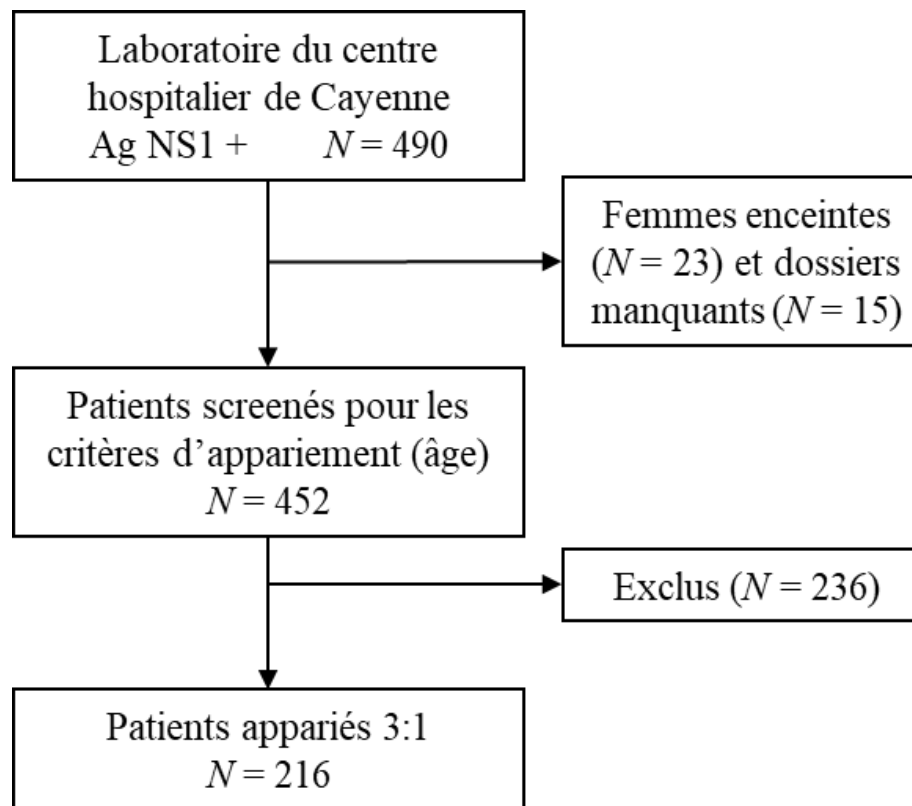 Laboratoire du centre
hospitalier de Cayenne
Ag NS1 + N = 490
Femmes enceintes
(N = 23) et dossiers
manquants (N = 15)
Patients screenés pour les
critères d’appariement (âge)
N = 452
Exclus (N = 236)
Patients appariés 3:1
N = 216